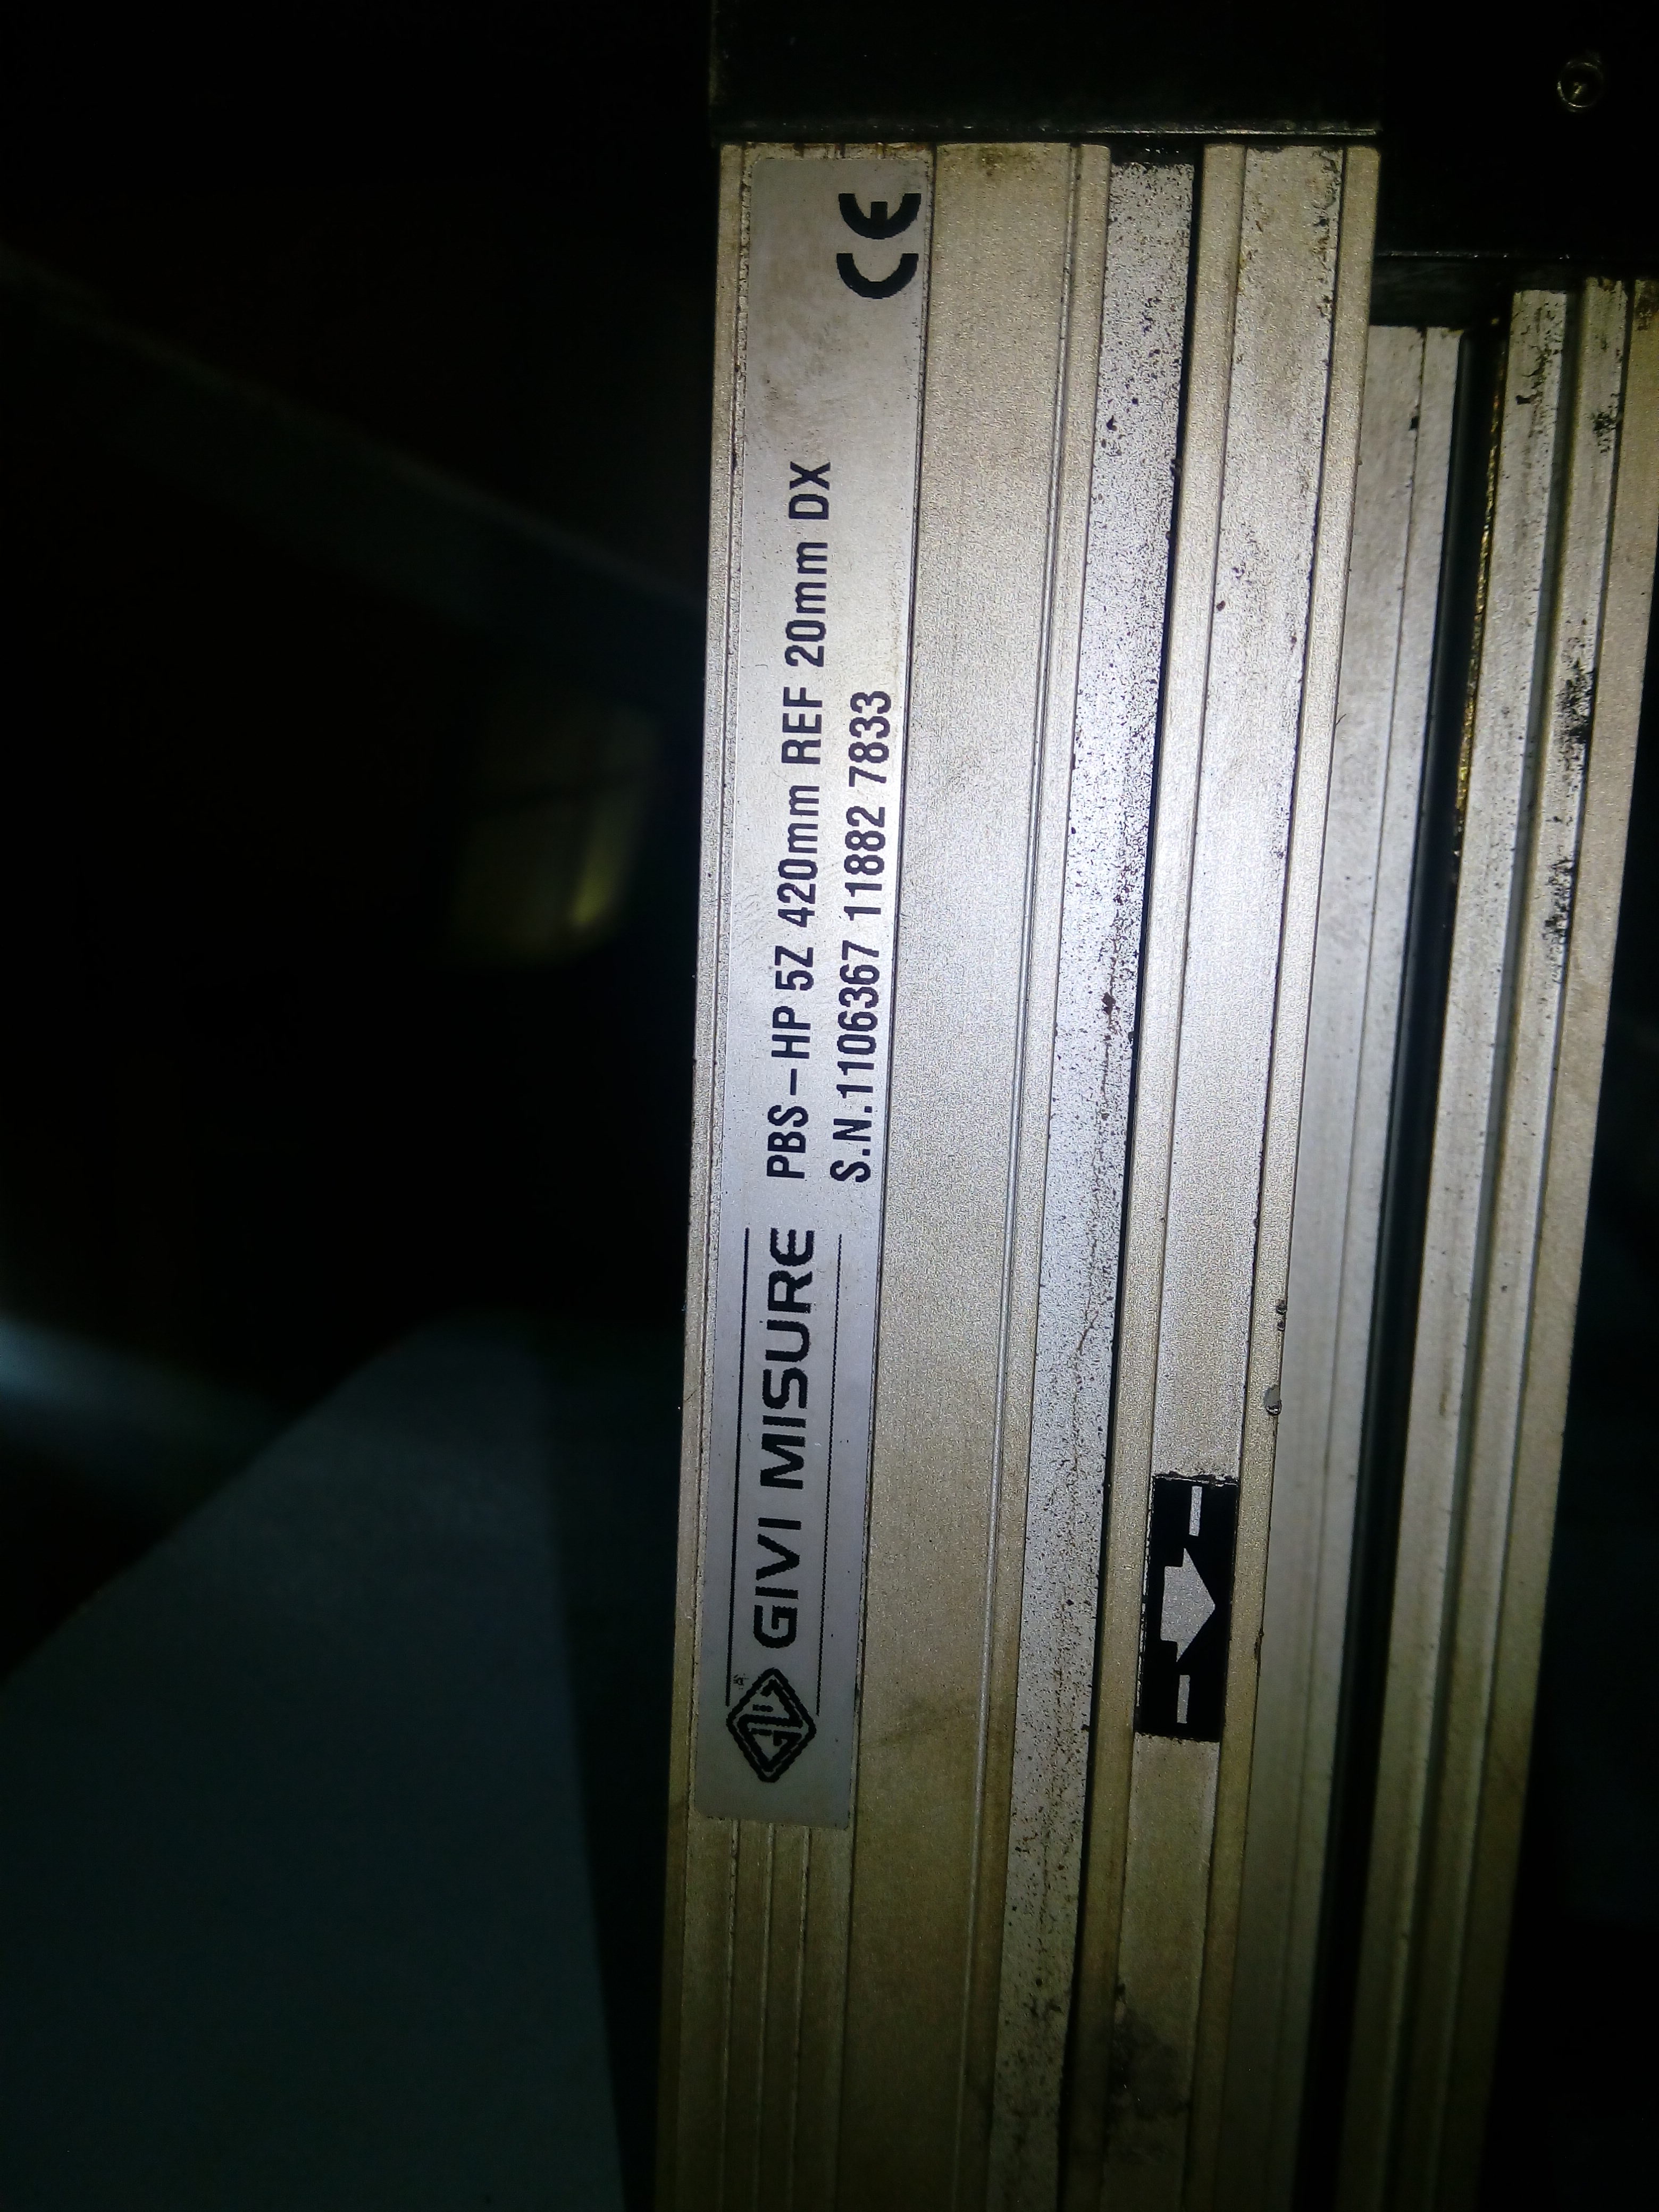 GIVI MISURE
PBS-HP 5Z 420mm REF 20mm DX
S.N.1106367 11882 7833
CE